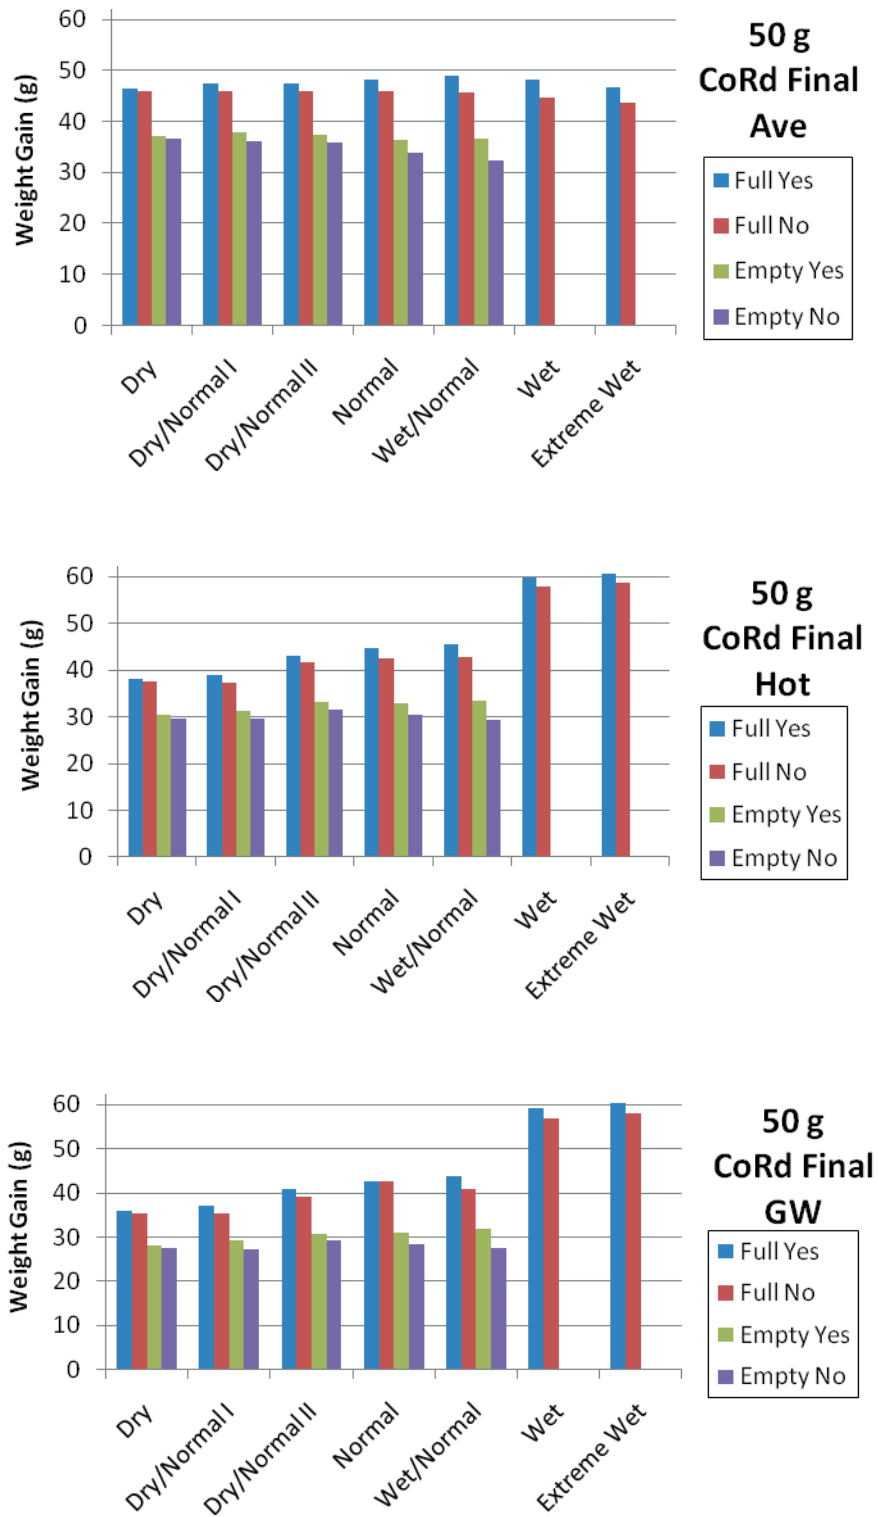 60
50
40
30
20
10
0
Weight Gain (g)
Dry
Dry/Normal I
Dry/Normal II
Normal
Wet/Normal
Wet
Extreme Wet
50 g
CoRd Final
Ave
Full Yes
Full No
Empty Yes
Empty No
60
50
40
30
20
10
0
Weight Gain (g)
Dry
Dry/Normal I
Dry/Normal II
Normal
Wet/Normal
Wet
Extreme Wet
50 g
CoRd Final
Hot
Full Yes
Full No
Empty Yes
Empty No
60
50
40
30
20
10
0
Weight Gain (g)
Dry
Dry/Normal I
Dry/Normal II
Normal
Wet/Normal
Wet
Extreme Wet
50 g
CoRd Final
GW
Full Yes
Full No
Empty Yes
Empty No